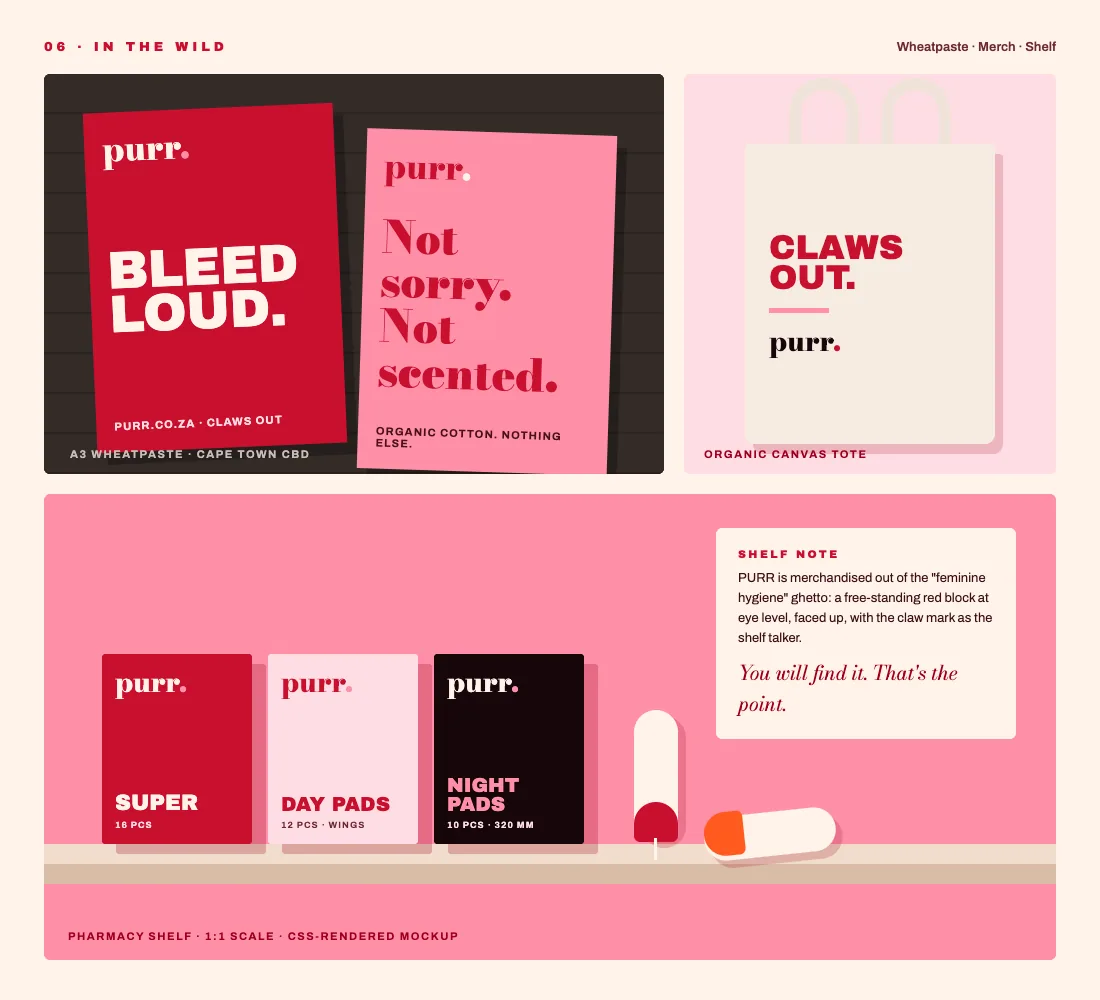 06 · IN THE WILD
Wheatpaste · Merch · Shelf
purr.
BLEED
LOUD.
PURR.CO.ZA · CLAWS OUT
A3 WHEATPASTE · CAPE TOWN CBD
purr.
Not
sorry.
Not
scented.
ORGANIC COTTON. NOTHING
ELSE.
CLAWS
OUT.
purr.
ORGANIC CANVAS TOTE
SHELF NOTE
PURR is merchandised out of the "feminine
hygiene" ghetto: a free-standing red block at
eye level, faced up, with the claw mark as the
shelf talker.
You will find it. That's the
point.
purr.
SUPER
16 PCS
purr.
DAY PADS
12 PCS · WINGS
purr.
NIGHT
PADS
10 PCS · 320 MM
PHARMACY SHELF · 1:1 SCALE · CSS-RENDERED MOCKUP